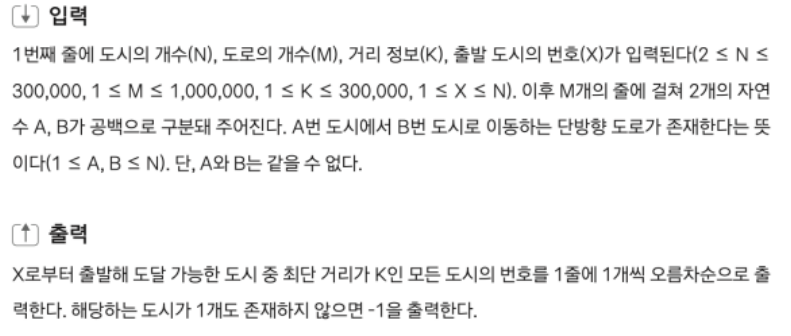 입력
1번째 줄에 도시의 개수(N), 도로의 개수(M), 거리 정보(K), 출발 도시의 번호(X)가 입력된다(2 ≤ N ≤
300,000, 1 ≤ M ≤ 1,000,000, 1 ≤ K ≤ 300,000, 1 ≤ X ≤ N). 이후 M개의 줄에 걸쳐 2개의 자연
수 A, B가 공백으로 구분돼 주어진다. A번 도시에서 B번 도시로 이동하는 단방향 도로가 존재한다는 뜻
이다(1 ≤ A, B ≤ N). 단, A와 B는 같을 수 없다.
출력
X로부터 출발해 도달 가능한 도시 중 최단 거리가 K인 모든 도시의 번호를 1줄에 1개씩 오름차순으로 출
력한다. 해당하는 도시가 1개도 존재하지 않으면 -1을 출력한다.